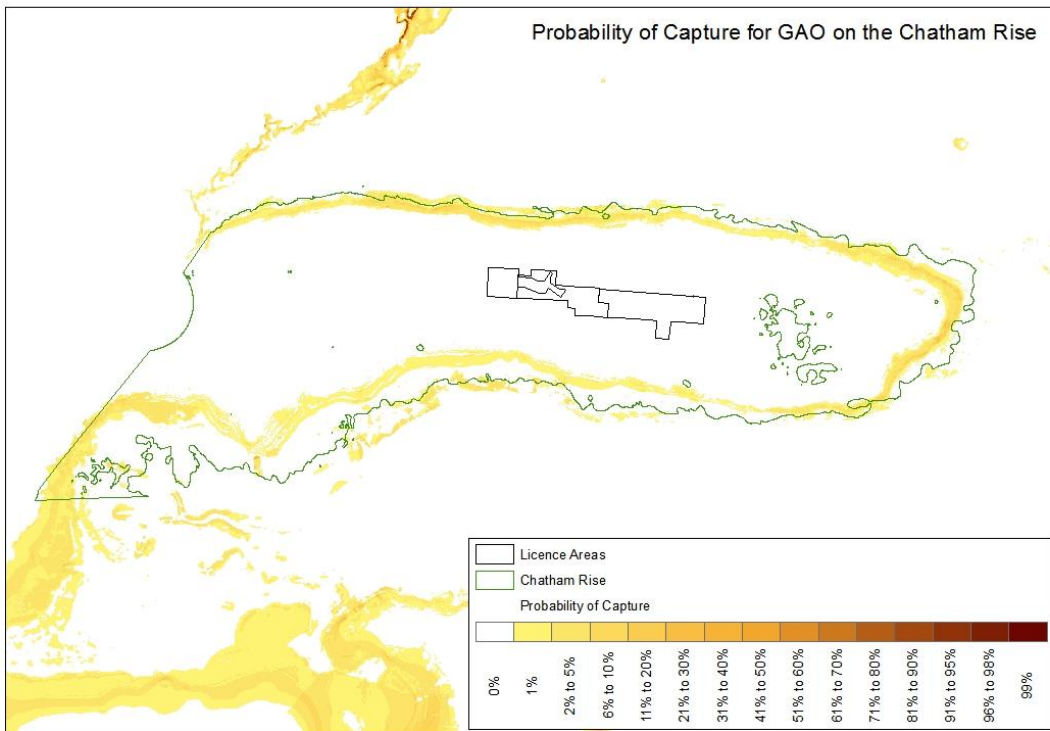 Probability of Capture for GAO on the Chatham Rise
Licence Areas
Chatham Rise
Probability of Capture
0%
1%
2% to 5%
6% to 10%
11% to 20%
21% to 30%
31% to 40%
41% to 50%
51% to 60%
61% to 70%
71% to 80%
81% to 90%
91% to 95%
96% to 98%
99%